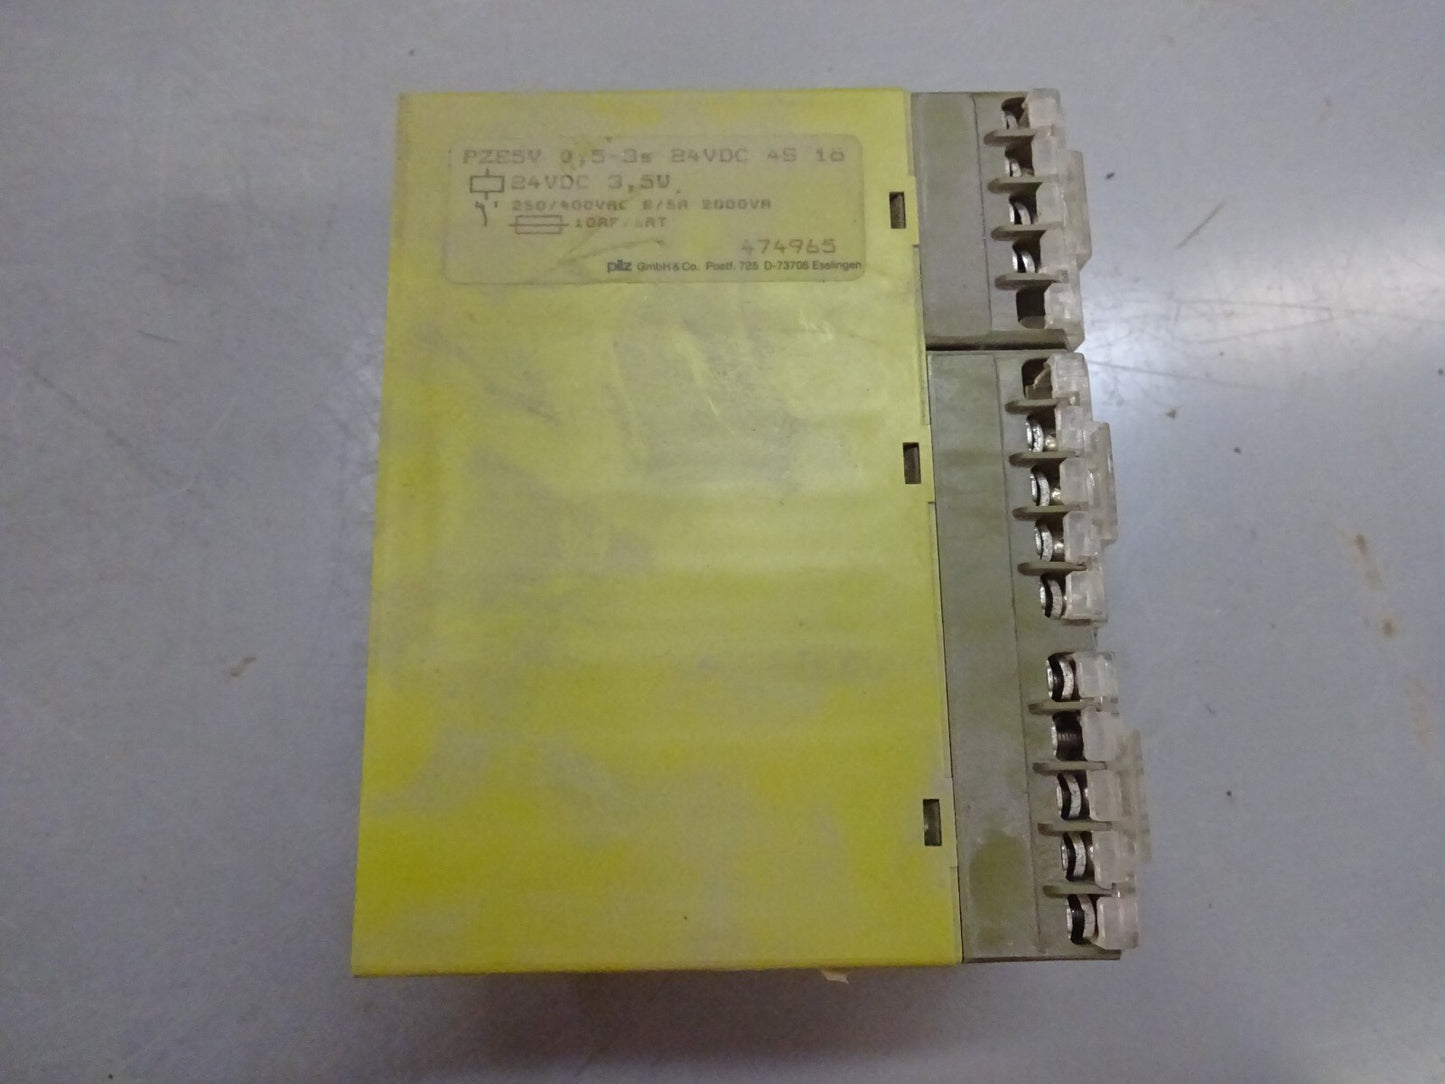 PZE5V 0,5-3s 24VDC 4S 1ö
24VDC 3,5W
250/400VAC 8/5A 2000VA
10AF/6AT
474965
pilz GmbH & Co. Postf. 725 D-73708 Esslingen